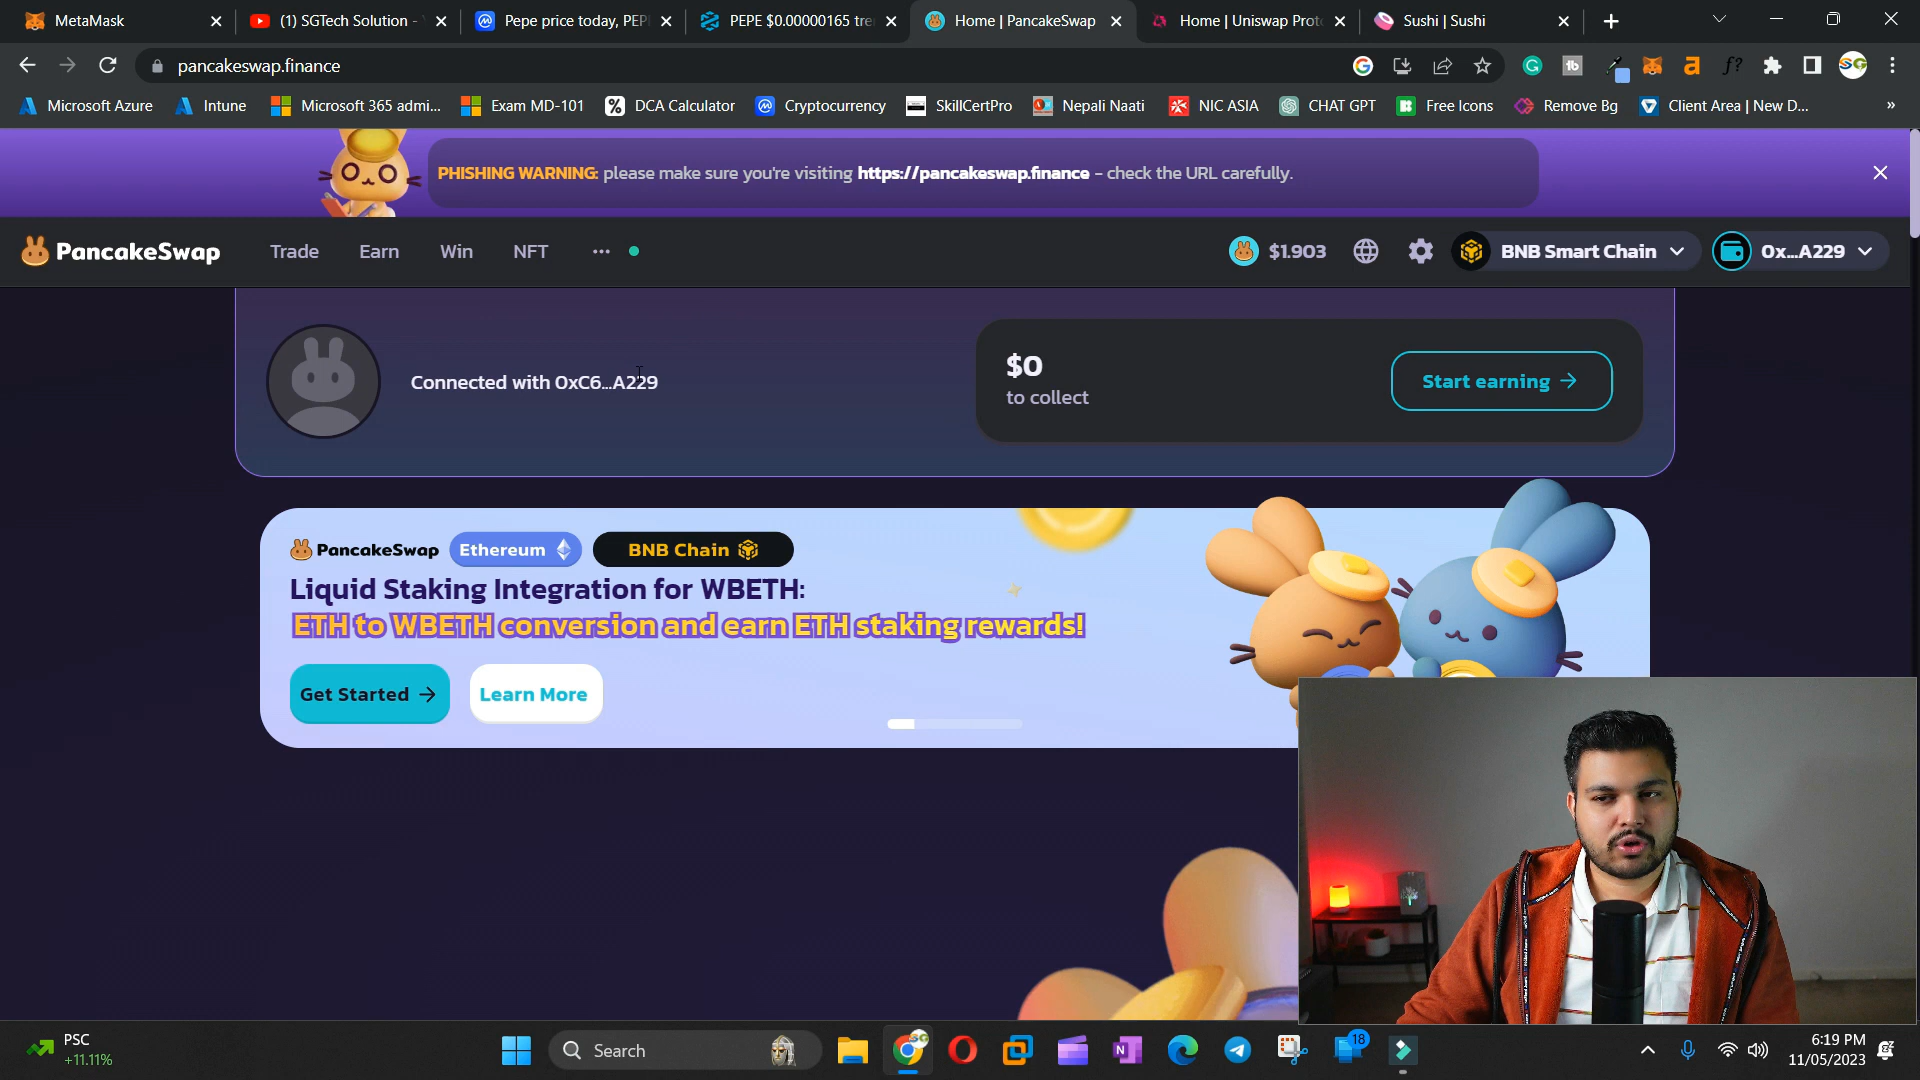 MetaMask
(1) SGTech Solution -
Pepe price today, PEP
PEPE $0.00000165 tre
Home | PancakeSwap
Home | Uniswap Proto
Sushi | Sushi
pancakeswap.finance
Microsoft Azure
Intune
Microsoft 365 admi...
Exam MD-101
DCA Calculator
Cryptocurrency
SkillCertPro
Nepali Naati
NIC ASIA
CHAT GPT
Free Icons
Remove Bg
Client Area | New D...
»
PHISHING WARNING: please make sure you're visiting https://pancakeswap.finance - check the URL carefully.
PancakeSwap
Trade
Earn
Win
NFT
...
$1.903
BNB Smart Chain
0x...A229
Connected with 0xC6...A229
$0
to collect
Start earning →
PancakeSwap
Ethereum
BNB Chain
Liquid Staking Integration for WBETH:
ETH to WBETH conversion and earn ETH staking rewards!
Get Started →
Learn More
PSC
+11.11%
Search
18
6:19 PM
11/05/2023